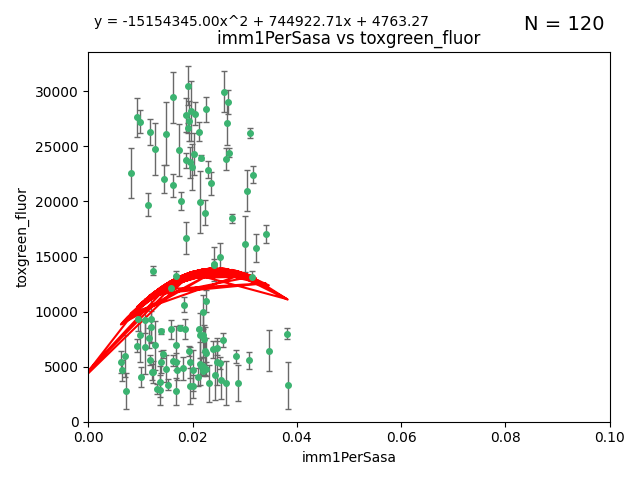 y = -15154345.00x^2 + 744922.71x + 4763.27
N = 120
imm1PerSasa vs toxgreen_fluor
30000
25000
20000
15000
10000
5000
0
toxgreen_fluor
0.00 0.02 0.04 0.06 0.08 0.10
imm1PerSasa